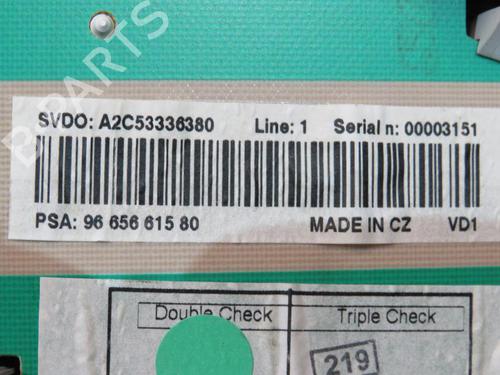 B-PARTS
SVDO: A2C53336380 Line: 1 Serial n: 00003151
PSA: 96 656 615 80 MADE IN CZ VD1
Double Check Triple Check
219